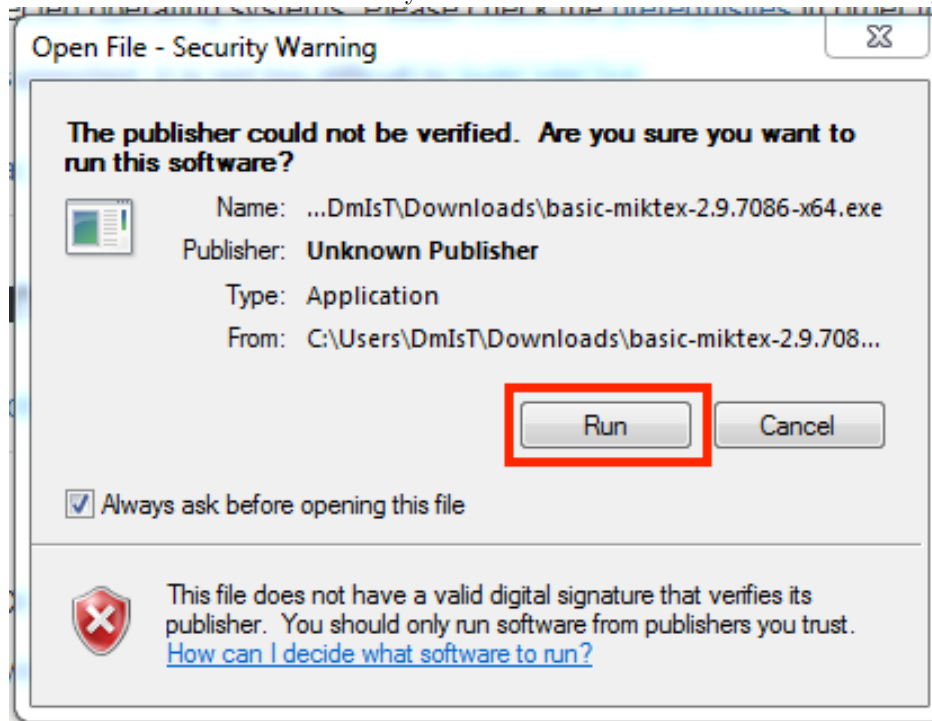 Open File - Security Warning
The publisher could not be verified. Are you sure you want to
run this software?
Name: ...DmIsT\Downloads\basic-miktex-2.9.7086-x64.exe
Publisher: Unknown Publisher
Type: Application
From: C:\Users\DmIsT\Downloads\basic-miktex-2.9.708...
Run Cancel
Always ask before opening this file
This file does not have a valid digital signature that verifies its
publisher. You should only run software from publishers you trust.
How can I decide what software to run?